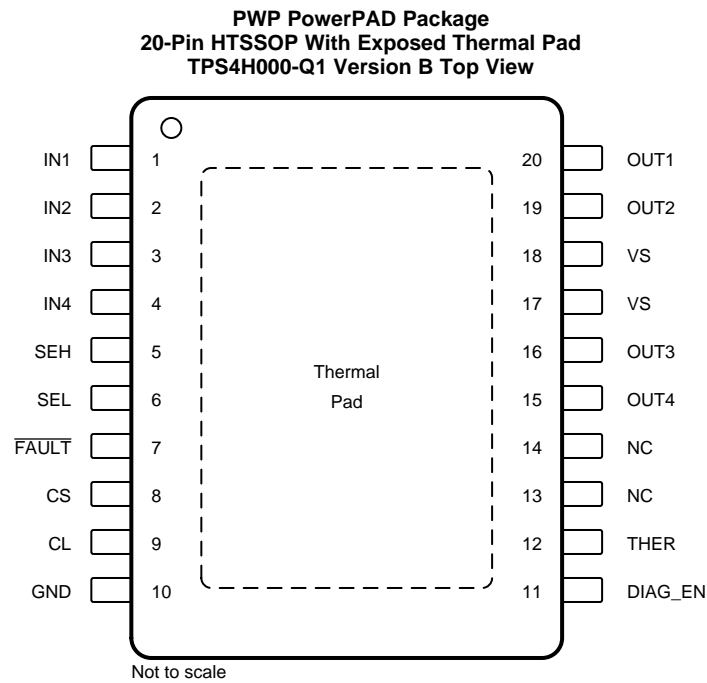 PWP PowerPAD Package
20-Pin HTSSOP With Exposed Thermal Pad
TPS4H000-Q1 Version B Top View
IN1 1 20 OUT1
IN2 2 19 OUT2
IN3 3 18 VS
IN4 4 17 VS
SEH 5 16 OUT3
Thermal
SEL 6 Pad 15 OUT4
FAULT 7 14 NC
CS 8 13 NC
CL 9 12 THER
GND 10 11 DIAG_EN
Not to scale